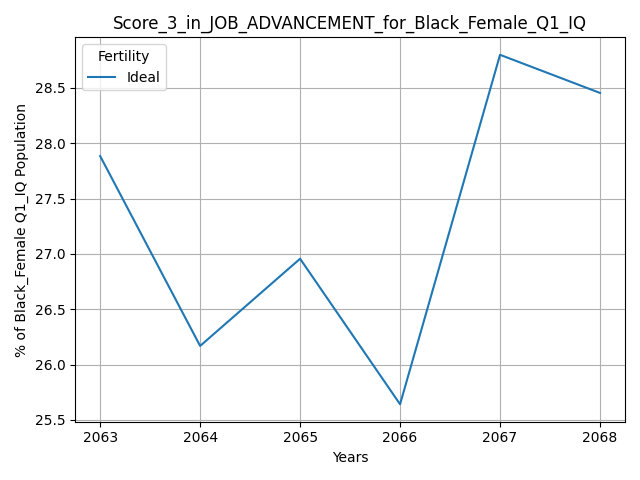 Score_3_in_JOB_ADVANCEMENT_for_Black_Female_Q1_IQ
Fertility
Ideal
% of Black_Female Q1_IQ Population
28.5
28.0
27.5
27.0
26.5
26.0
25.5
2063 2064 2065 2066 2067 2068
Years